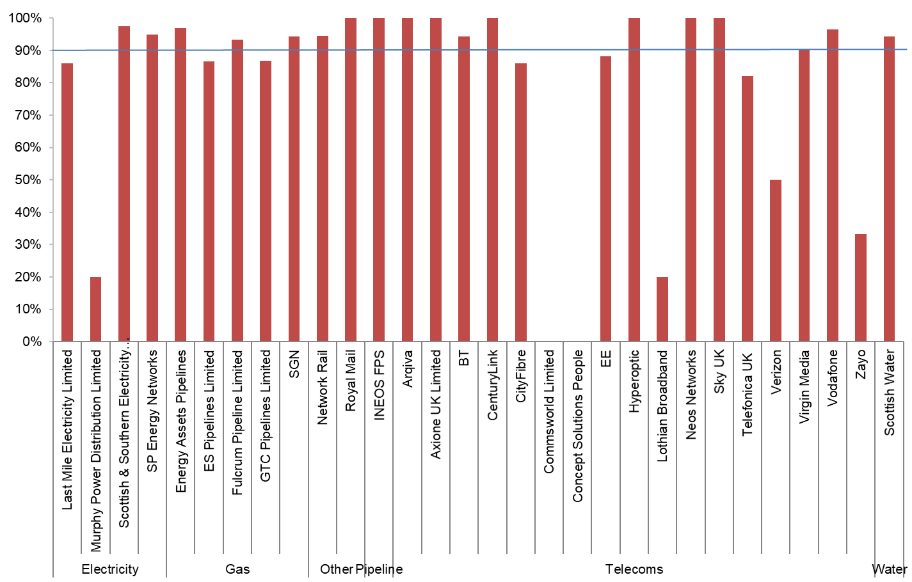 100%
90%
80%
70%
60%
50%
40%
30%
20%
10%
0%
Last Mile Electricity Limited
Murphy Power Distribution Limited
Scottish & Southern Electricity...
SP Energy Networks
Energy Assets Pipelines
ES Pipelines Limited
Fulcrum Pipeline Limited
GTC Pipelines Limited
SGN
Network Rail
Royal Mail
INEOS FPS
Arqiva
Axione UK Limited
BT
CenturyLink
CityFibre
Commsworld Limited
Concept Solutions People
EE
Hyperoptic
Lothian Broadband
Neos Networks
Sky UK
Telefonica UK
Verizon
Virgin Media
Vodafone
Zayo
Scottish Water
Electricity
Gas
Other
Pipeline
Telecoms
Water